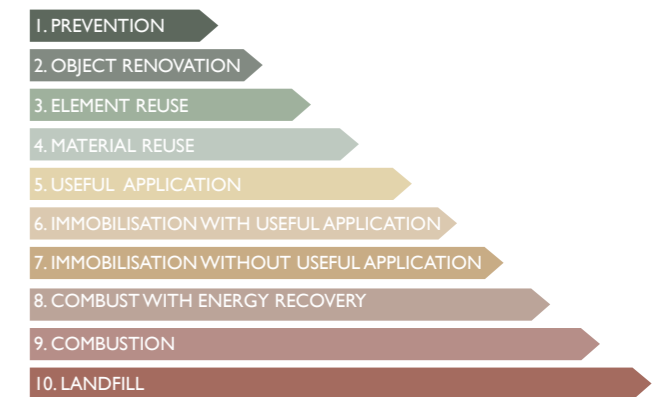 1. PREVENTION
2. OBJECT RENOVATION
3. ELEMENT REUSE
4. MATERIAL REUSE
5. USEFUL APPLICATION
6. IMMOBILISATION WITH USEFUL APPLICATION
7. IMMOBILISATION WITHOUT USEFUL APPLICATION
8. COMBUST WITH ENERGY RECOVERY
9. COMBUSTION
10. LANDFILL